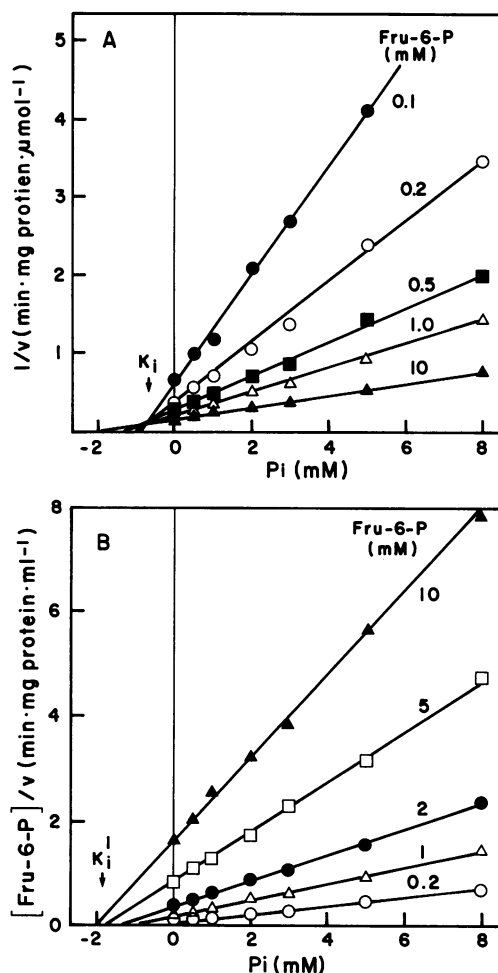 A
Fru-6-P
(mM)
5
4
3
2
1
1/v (min·mg protien·μmol⁻¹)
0.1
0.2
0.5
1.0
10
Ki
-2 0 2 4 6 8
Pi (mM)
B
Fru-6-P
(mM)
8
6
4
2
0
[Fru-6-P]/v (min·mg protein·ml⁻¹)
10
5
2
1
0.2
Ki'
-2 0 2 4 6 8
Pi (mM)